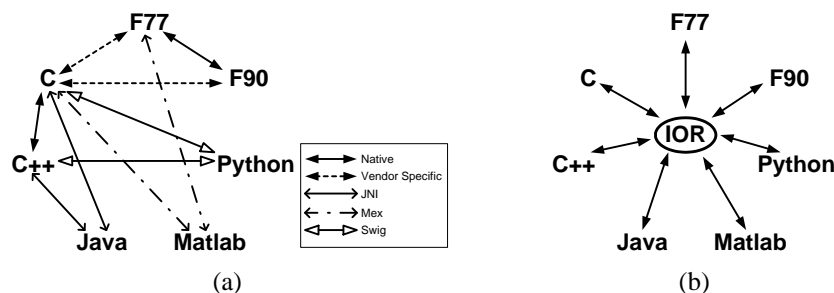 F77
C
F90
C++
Python
Java
Matlab
Native
Vendor Specific
JNI
Mex
Swig
(a)
F77
C
F90
IOR
C++
Python
Java
Matlab
(b)